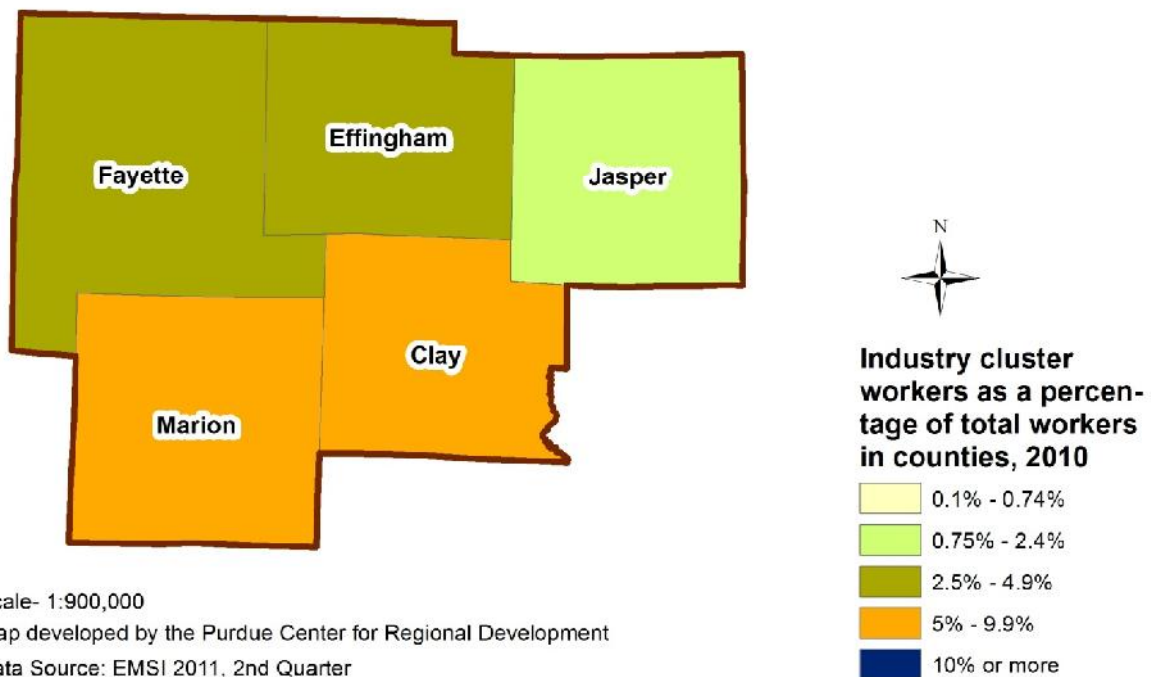 Effingham
Fayette
Jasper
Clay
Marion
N
Industry cluster
workers as a percen-
tage of total workers
in counties, 2010
0.1% - 0.74%
0.75% - 2.4%
2.5% - 4.9%
5% - 9.9%
10% or more
cale- 1:900,000
ap developed by the Purdue Center for Regional Development
ata Source: EMSI 2011, 2nd Quarter